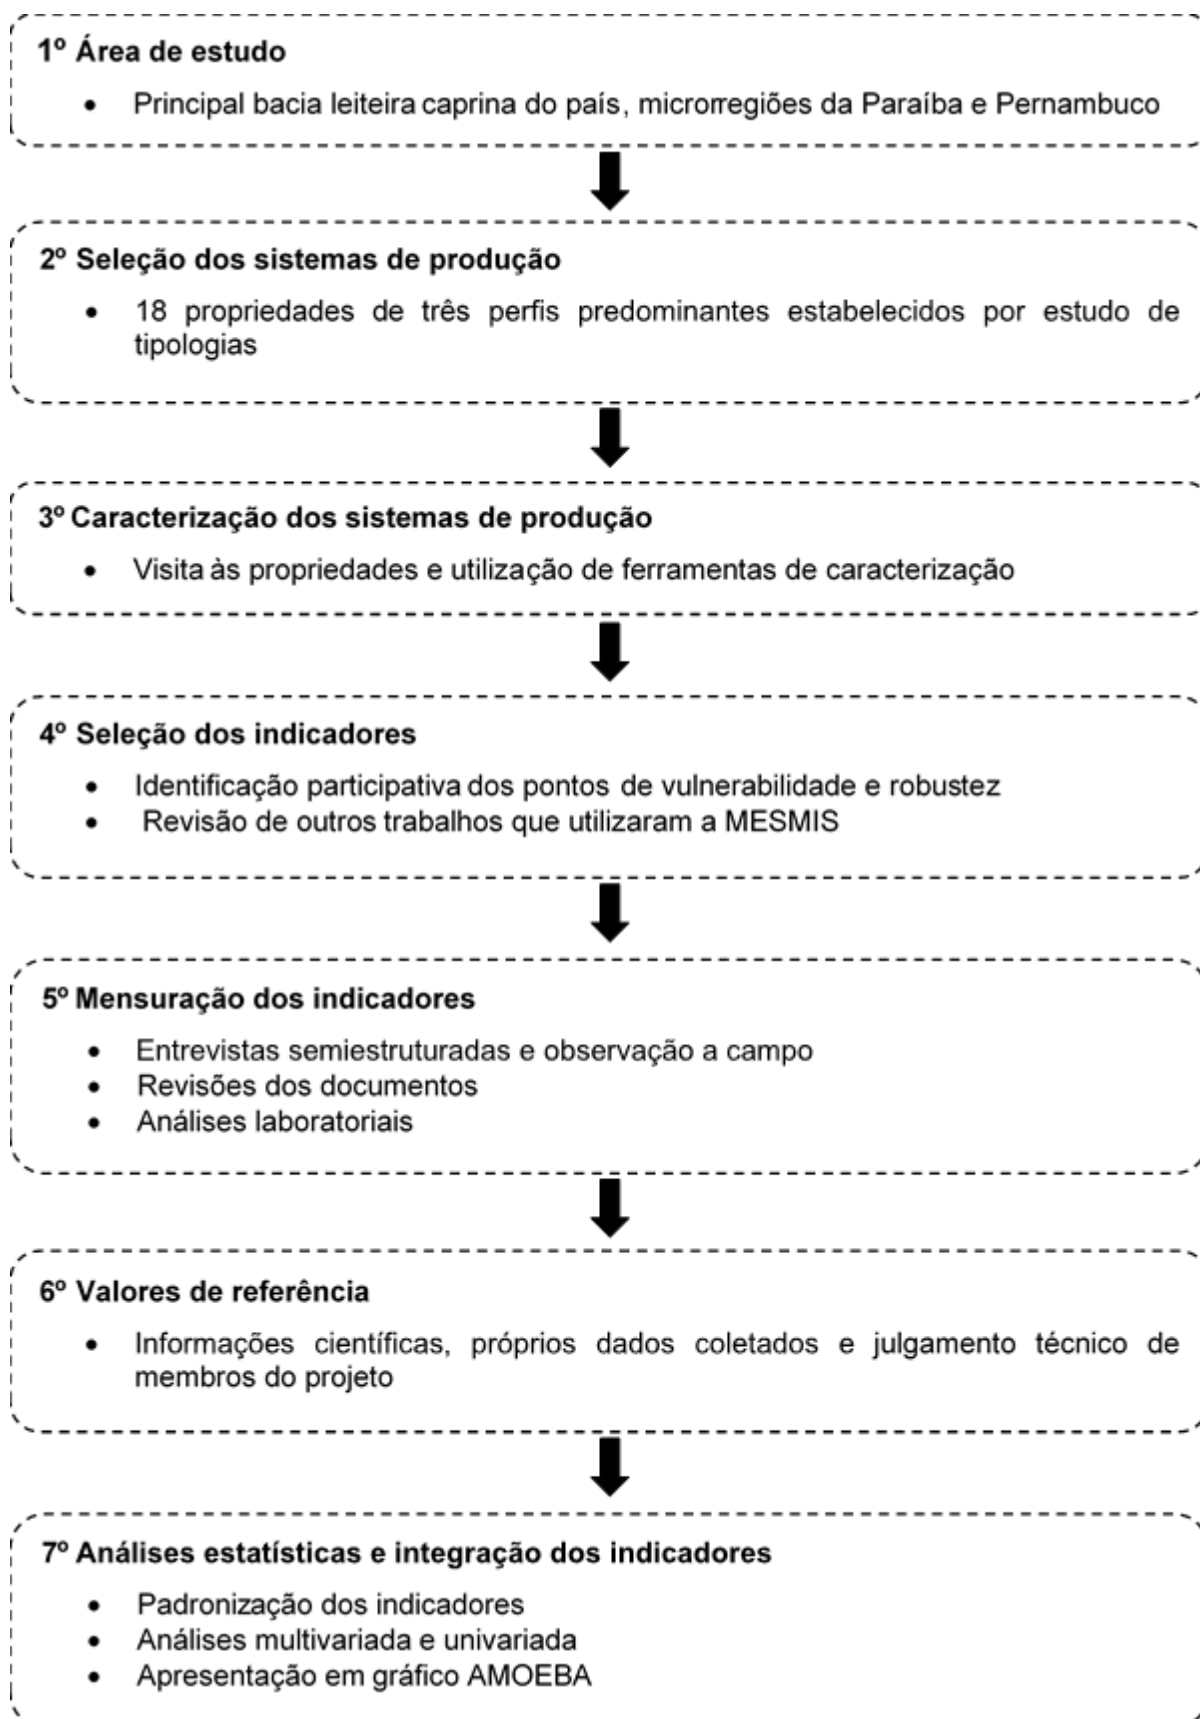 1º Área de estudo
• Principal bacia leiteira caprina do país, microrregiões da Paraíba e Pernambuco
2º Seleção dos sistemas de produção
• 18 propriedades de três perfis predominantes estabelecidos por estudo de
tipologias
3º Caracterização dos sistemas de produção
• Visita às propriedades e utilização de ferramentas de caracterização
4º Seleção dos indicadores
• Identificação participativa dos pontos de vulnerabilidade e robustez
• Revisão de outros trabalhos que utilizaram a MESMIS
5º Mensuração dos indicadores
• Entrevistas semiestruturadas e observação a campo
• Revisões dos documentos
• Análises laboratoriais
6º Valores de referência
• Informações científicas, próprios dados coletados e julgamento técnico de
membros do projeto
7º Análises estatísticas e integração dos indicadores
• Padronização dos indicadores
• Análises multivariada e univariada
• Apresentação em gráfico AMOEBA